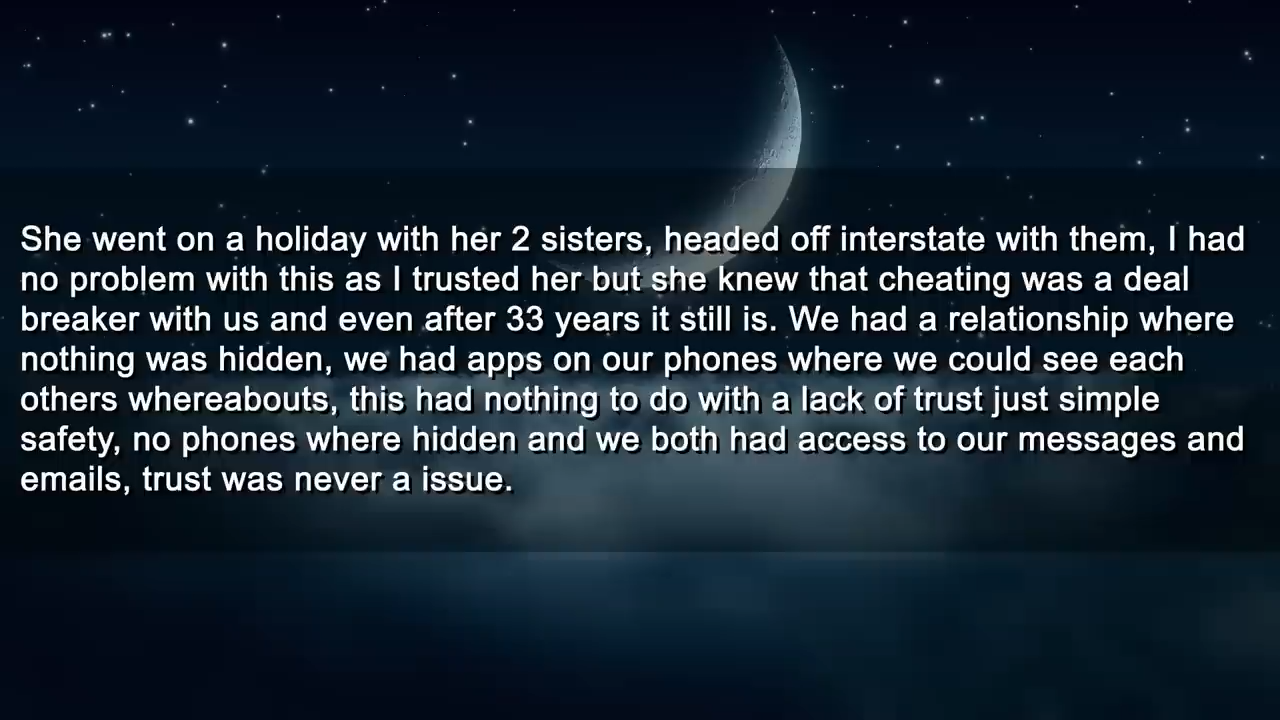 She went on a holiday with her 2 sisters, headed off interstate with them, I had
no problem with this as I trusted her but she knew that cheating was a deal
breaker with us and even after 33 years it still is. We had a relationship where
nothing was hidden, we had apps on our phones where we could see each
others whereabouts, this had nothing to do with a lack of trust just simple
safety, no phones where hidden and we both had access to our messages and
emails, trust was never a issue.